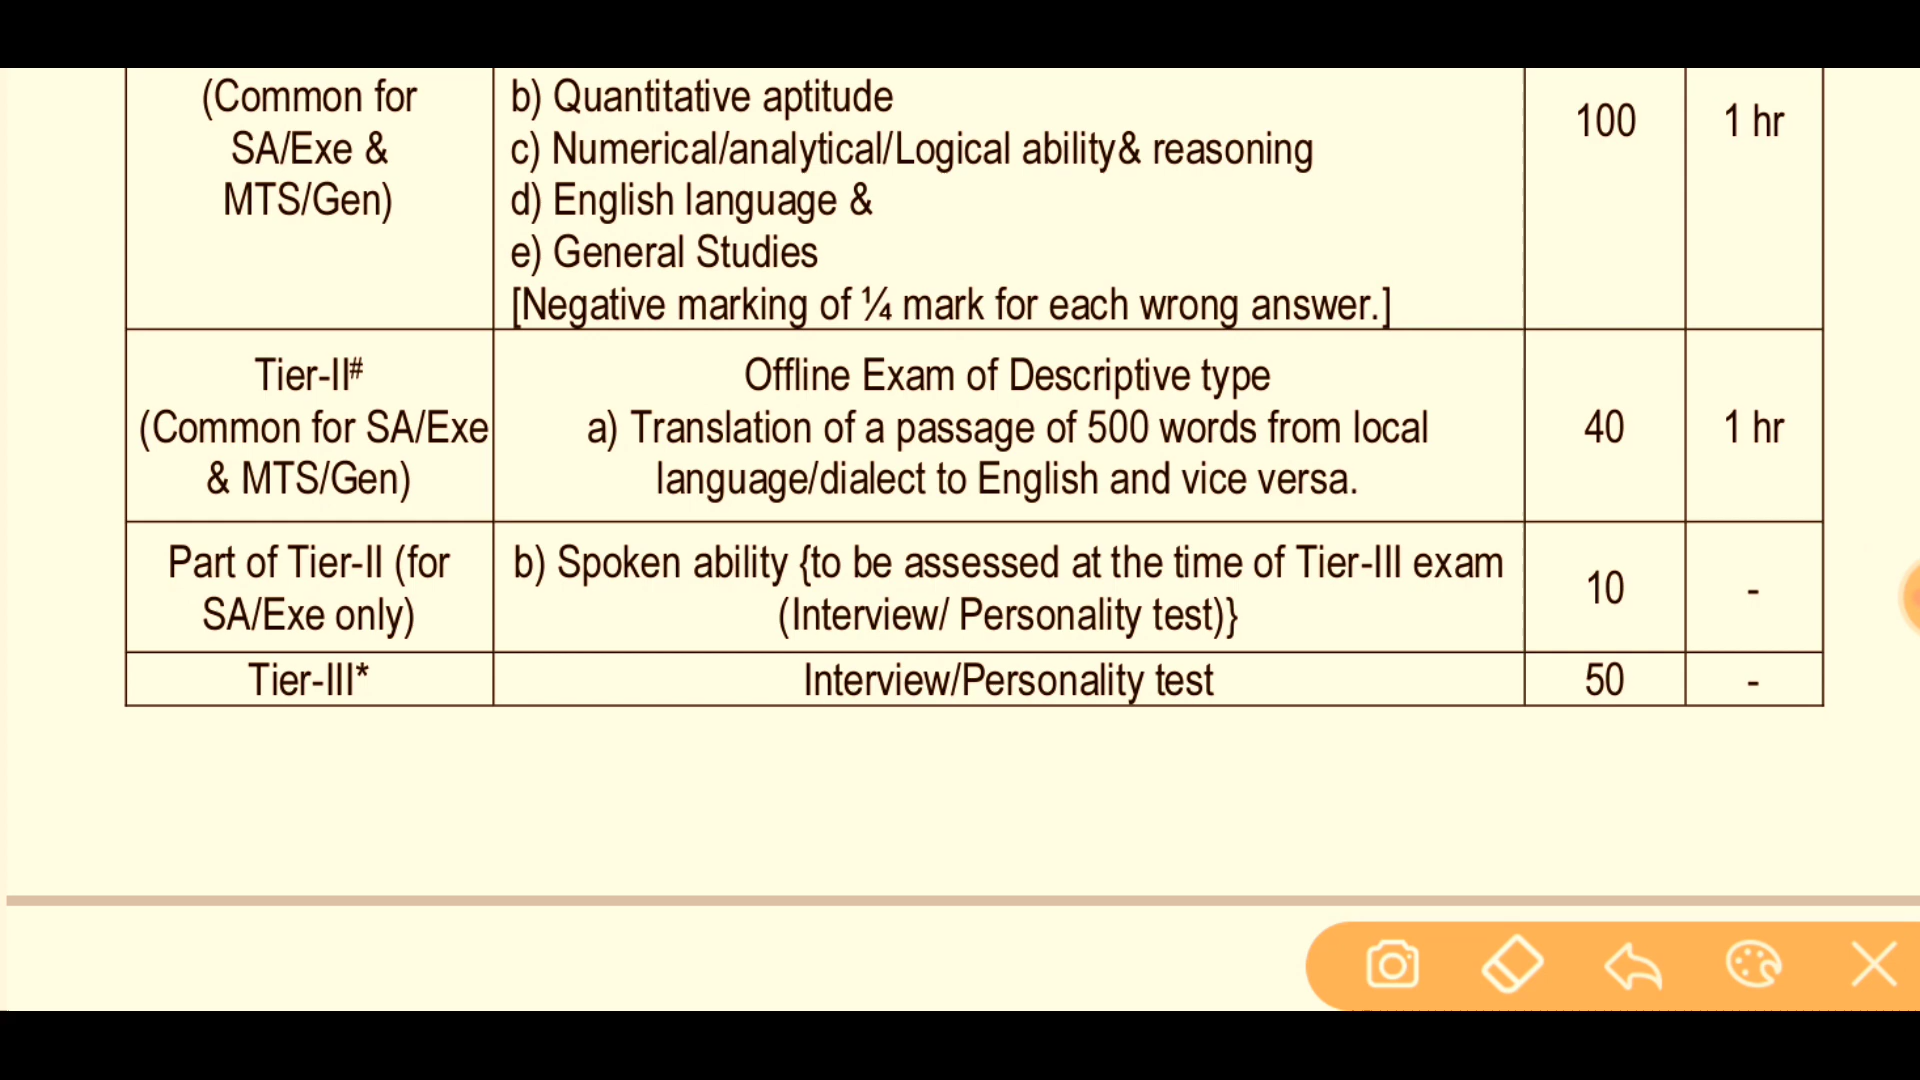 (Common for
SA/Exe &
MTS/Gen)
b) Quantitative aptitude
c) Numerical/analytical/Logical ability& reasoning
d) English language &
e) General Studies
[Negative marking of ¼ mark for each wrong answer.]
100
1 hr
Tier-II#
(Common for SA/Exe
& MTS/Gen)
Offline Exam of Descriptive type
a) Translation of a passage of 500 words from local
language/dialect to English and vice versa.
40
1 hr
Part of Tier-II (for
SA/Exe only)
b) Spoken ability {to be assessed at the time of Tier-III exam
(Interview/ Personality test)}
10
-
Tier-III*
Interview/Personality test
50
-